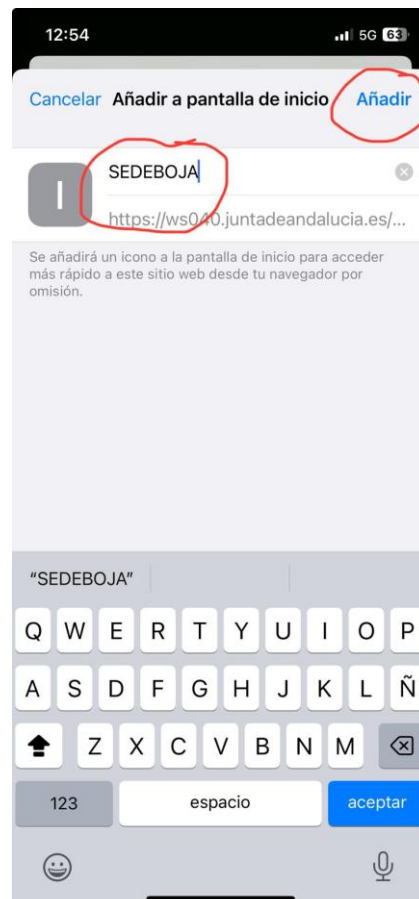 12:54 5G 63
Cancelar Añadir a pantalla de inicio Añadir
I
SEDEBOJA
https://ws040.juntadeandalucia.es/...
Se añadirá un icono a la pantalla de inicio para acceder
más rápido a este sitio web desde tu navegador por
omisión.
“SEDEBOJA”
Q W E R T Y U I O P
A S D F G H J K L Ñ
Z X C V B N M
123 espacio aceptar